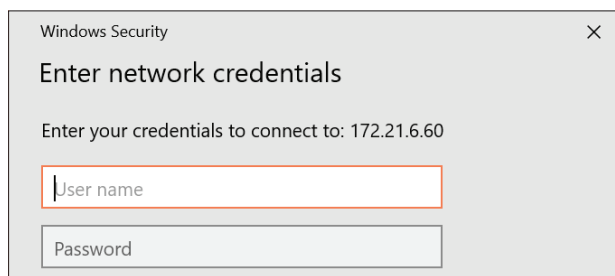 Windows Security
Enter network credentials
Enter your credentials to connect to: 172.21.6.60
User name
Password